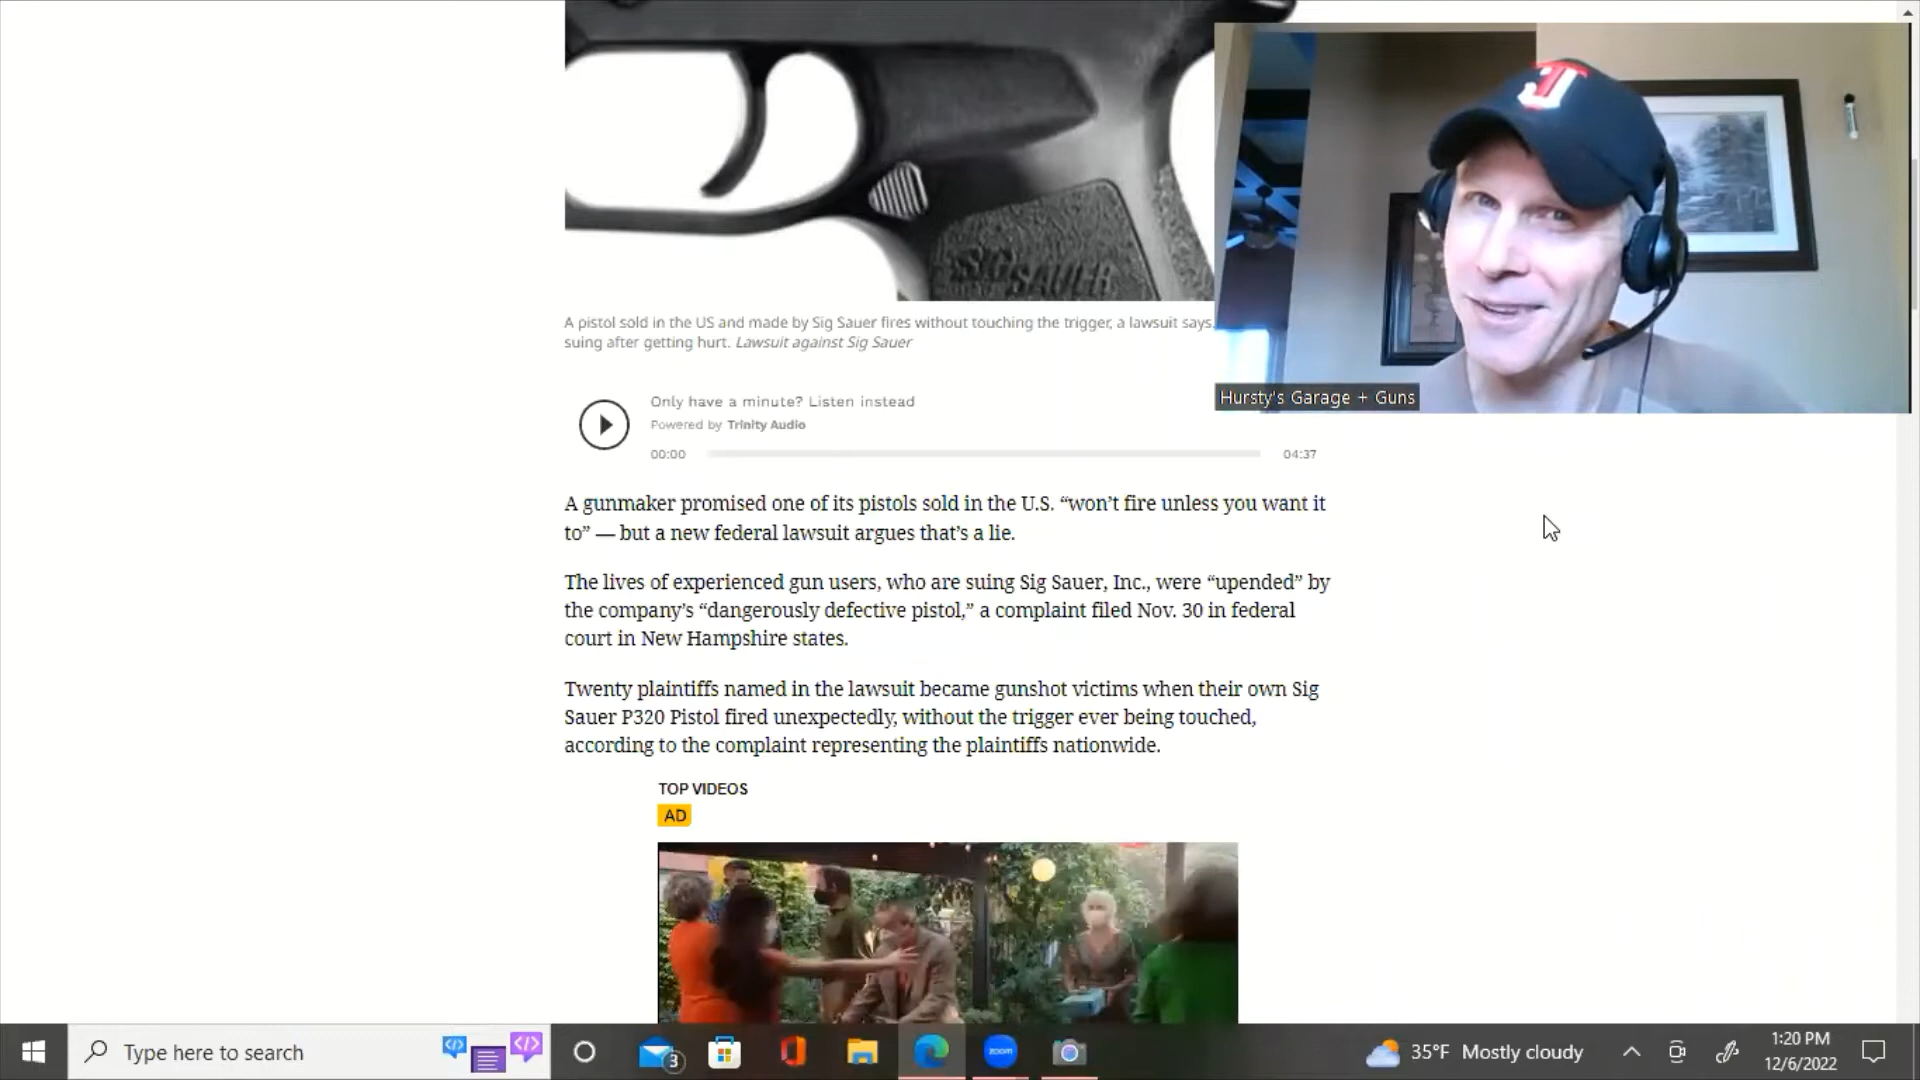 SIG SAUER
A pistol sold in the US and made by Sig Sauer fires without touching the trigger, a lawsuit says.
suing after getting hurt. Lawsuit against Sig Sauer
Only have a minute? Listen instead
Powered by Trinity Audio
00:00
04:37
Hursty's Garage + Guns
A gunmaker promised one of its pistols sold in the U.S. “won’t fire unless you want it
to” — but a new federal lawsuit argues that’s a lie.
The lives of experienced gun users, who are suing Sig Sauer, Inc., were “upended” by
the company’s “dangerously defective pistol,” a complaint filed Nov. 30 in federal
court in New Hampshire states.
Twenty plaintiffs named in the lawsuit became gunshot victims when their own Sig
Sauer P320 Pistol fired unexpectedly, without the trigger ever being touched,
according to the complaint representing the plaintiffs nationwide.
TOP VIDEOS
AD
Type here to search
3
zoom
35°F Mostly cloudy
1:20 PM
12/6/2022